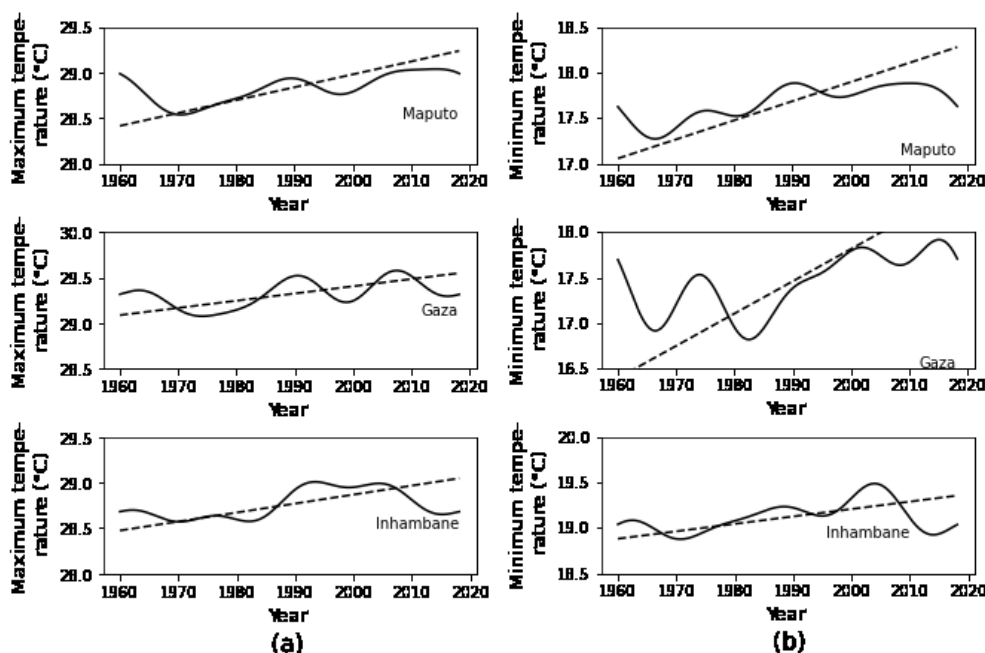 Maximum tempe-
rature (°C)
29.5
29.0
28.5
28.0
Maputo
1960 1970 1980 1990 2000 2010 2020
Year
Minimum tempe-
rature (°C)
18.5
18.0
17.5
17.0
Maputo
1960 1970 1980 1990 2000 2010 2020
Year
Maximum tempe-
rature (°C)
30.0
29.5
29.0
28.5
Gaza
1960 1970 1980 1990 2000 2010 2020
Year
Minimum tempe-
rature (°C)
18.0
17.5
17.0
16.5
Gaza
1960 1970 1980 1990 2000 2010 2020
Year
Maximum tempe-
rature (°C)
29.5
29.0
28.5
28.0
Inhambane
1960 1970 1980 1990 2000 2010 2020
Year
(a)
Minimum tempe-
rature (°C)
20.0
19.5
19.0
18.5
Inhambane
1960 1970 1980 1990 2000 2010 2020
Year
(b)